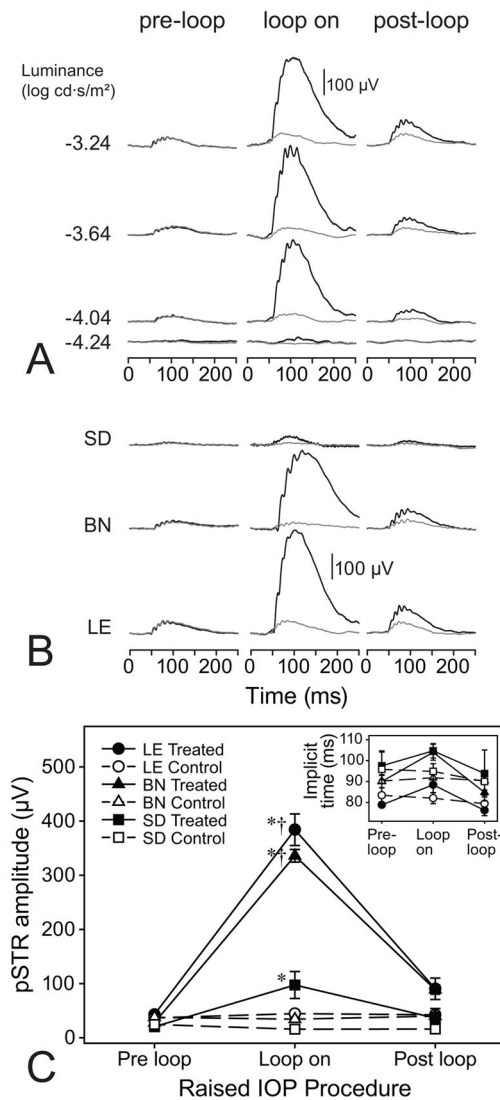 pre-loop loop on post-loop
Luminance
(log cd·s/m²)
100 µV
-3.24
-3.64
-4.04
-4.24
A
0 100 200 0 100 200 0 100 200
SD
BN
100 µV
LE
B
0 100 200 0 100 200 0 100 200
Time (ms)
LE Treated
LE Control
BN Treated
BN Control
SD Treated
SD Control
Implicit
time (ms)
110
100
90
80
Pre-
loop
Loop
on
Post-
loop
pSTR amplitude (µV)
500
400
300
200
100
0
*†
*†
*
Pre loop Loop on Post loop
C
Raised IOP Procedure